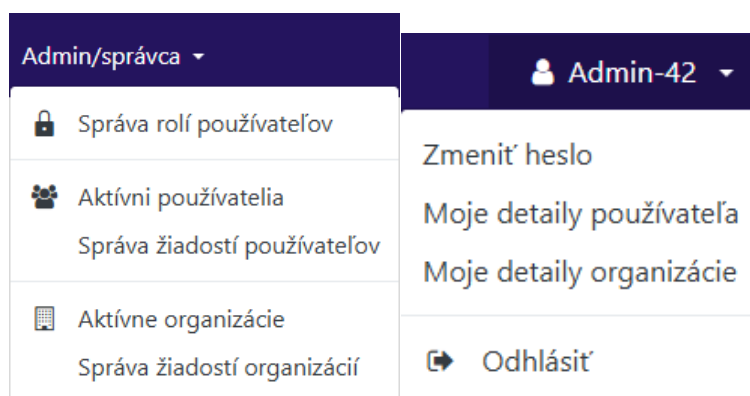 Admin/správca
Správa rolí používateľov
Aktívni používatelia
Správa žiadostí používateľov
Aktívne organizácie
Správa žiadostí organizácií
Admin-42
Zmeniť heslo
Moje detaily používateľa
Moje detaily organizácie
Odhlásiť